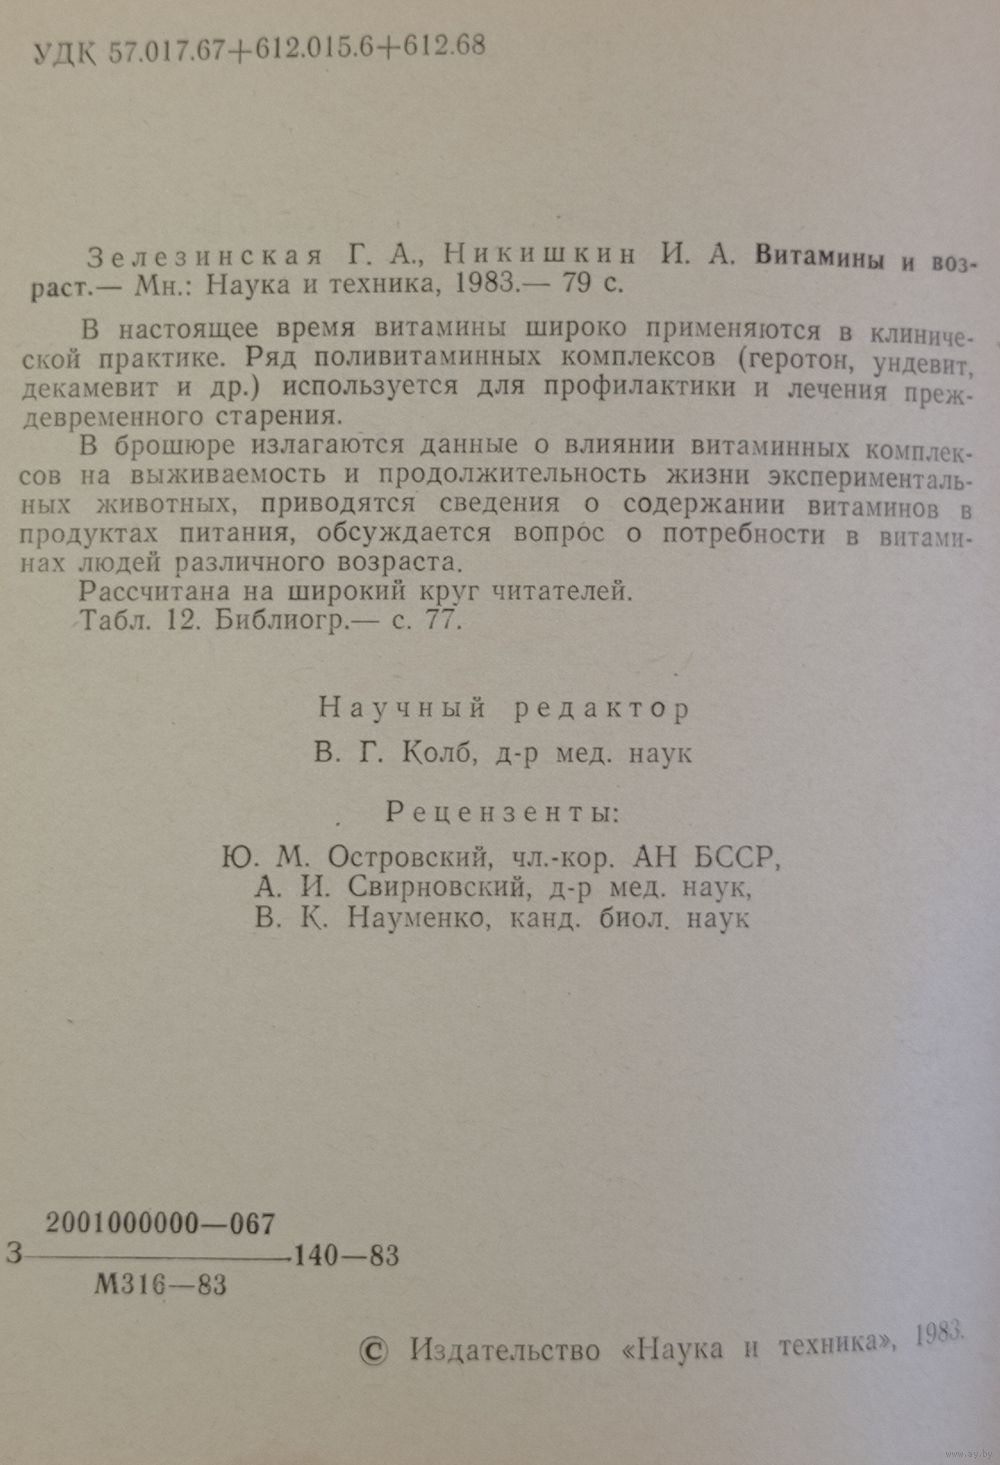 УДК 57.017.67+612.015.6+612.68
Зелезинская Г. А., Никишкин И. А. Витамины и воз-
раст.— Мн.: Наука и техника, 1983.— 79 с.
В настоящее время витамины широко применяются в клиниче-
ской практике. Ряд поливитаминных комплексов (геротон, ундевит,
декамевит и др.) используется для профилактики и лечения преж-
девременного старения.
В брошюре излагаются данные о влиянии витаминных комплек-
сов на выживаемость и продолжительность жизни эксперименталь-
ных животных, приводятся сведения о содержании витаминов в
продуктах питания, обсуждается вопрос о потребности в витами-
нах людей различного возраста.
Рассчитана на широкий круг читателей.
Табл. 12. Библиогр.— с. 77.
Научный редактор
В. Г. Колб, д-р мед. наук
Рецензенты:
Ю. М. Островский, чл.-кор. АН БССР,
А. И. Свирновский, д-р мед. наук,
В. К. Науменко, канд. биол. наук
2001000000—067
З 140—83
М316—83
© Издательство «Наука и техника», 1983.
www.ay.by